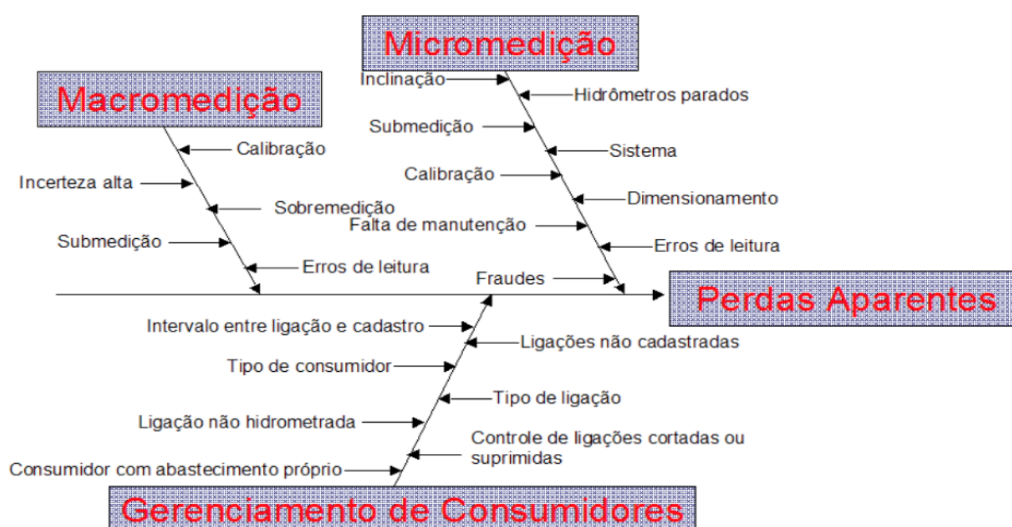 Micromedição
Inclinação
Macromedição
Hidrômetros parados
Submedição
Calibração
Sistema
Calibração
Incerteza alta
Dimensionamento
Sobremedição
Falta de manutenção
Submedição
Erros de leitura
Erros de leitura
Fraudes
Perdas Aparentes
Intervalo entre ligação e cadastro
Ligações não cadastradas
Tipo de consumidor
Tipo de ligação
Ligação não hidrometrada
Controle de ligações cortadas ou
suprimidas
Consumidor com abastecimento próprio
Gerenciamento de Consumidores